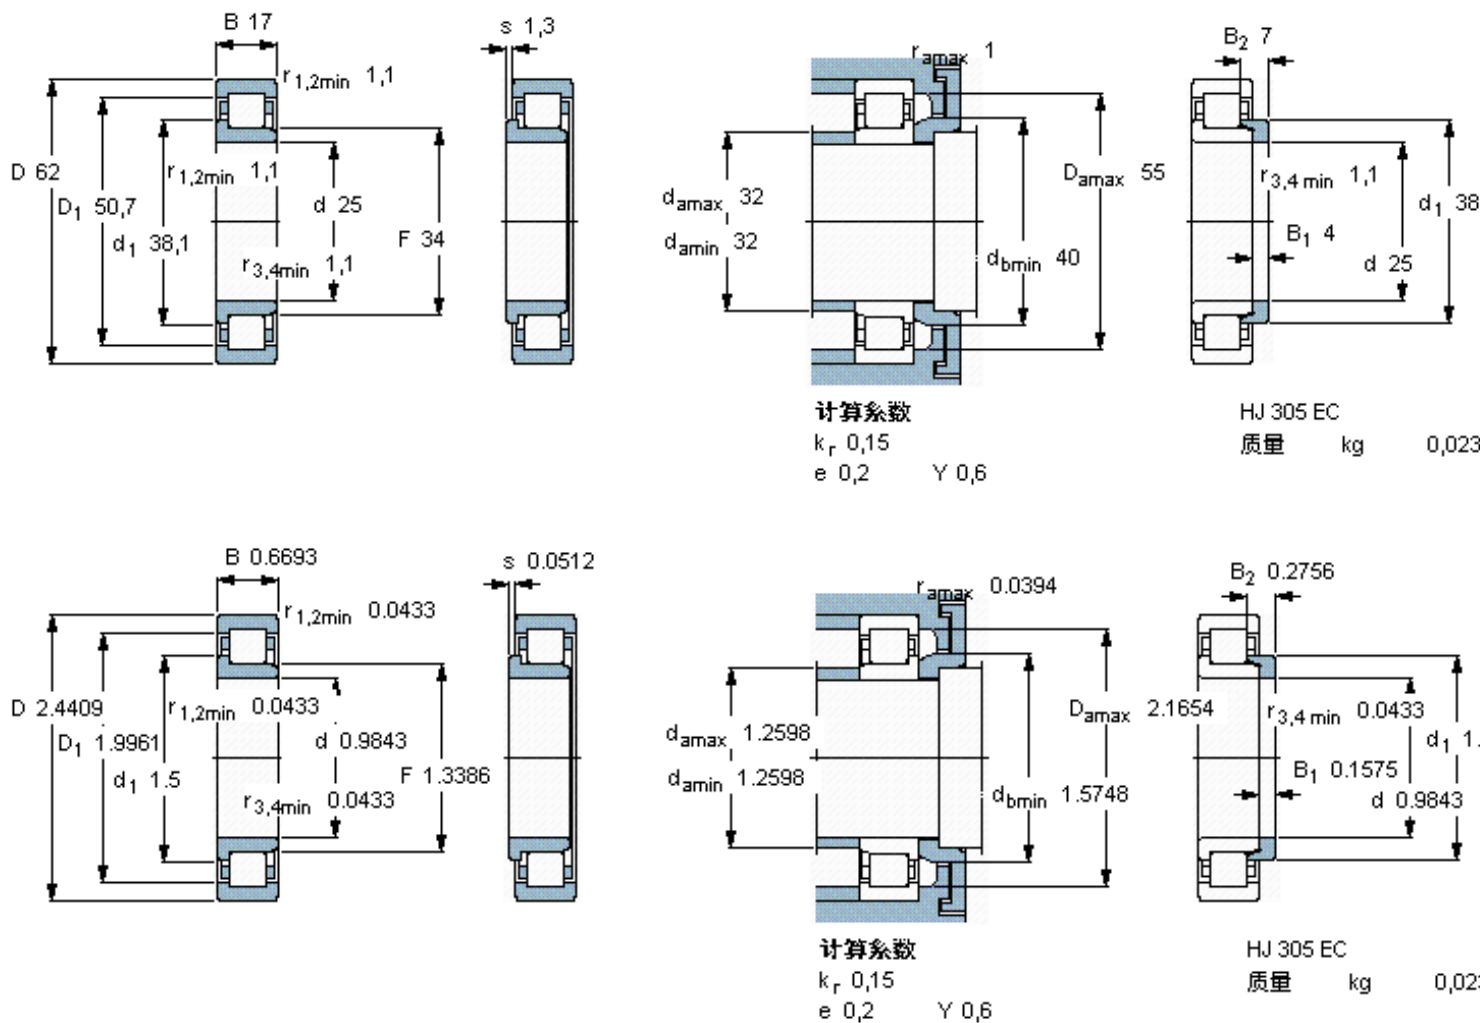 B 17
s 1,3
ramax 1
B2 7
r1,2min 1,1
D 62
r1,2min 1,1
D1 50,7
d 25
d1 38,1
F 34
r3,4min 1,1
damax 32
damin 32
Damax 55
dbmin 40
r3,4 min 1,1
d1 38
B1 4
d 25
计算系数
kr 0,15
e 0,2 Y 0,6
HJ 305 EC
质量 kg 0,023
B 0.6693
s 0.0512
ramax 0.0394
B2 0.2756
r1,2min 0.0433
D 2.4409
r1,2min 0.0433
D1 1.9961
d 0.9843
d1 1.5
F 1.3386
r3,4min 0.0433
damax 1.2598
damin 1.2598
Damax 2.1654
dbmin 1.5748
r3,4 min 0.0433
d1 1.
B1 0.1575
d 0.9843
计算系数
kr 0,15
e 0,2 Y 0,6
HJ 305 EC
质量 kg 0,023